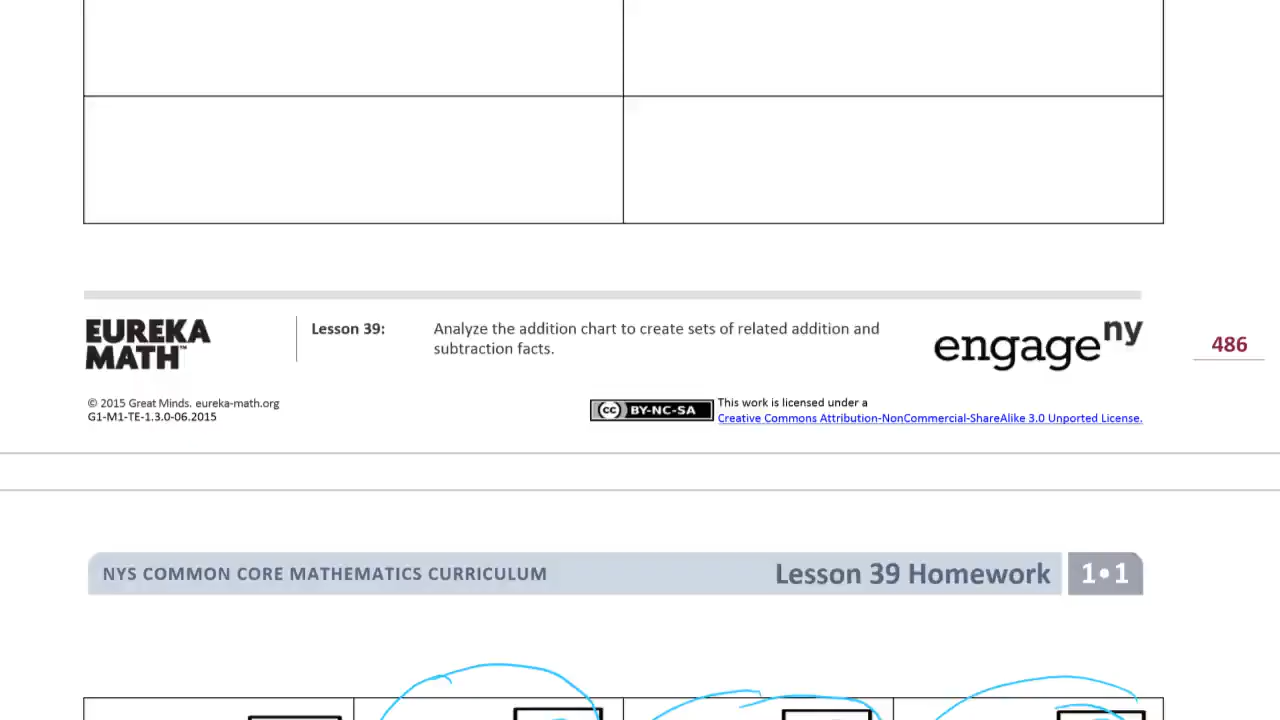 EUREKA
MATH™
Lesson 39:
Analyze the addition chart to create sets of related addition and
subtraction facts.
engage ny
486
© 2015 Great Minds. eureka-math.org
G1-M1-TE-1.3.0-06.2015
cc BY-NC-SA
This work is licensed under a
Creative Commons Attribution-NonCommercial-ShareAlike 3.0 Unported License.
NYS COMMON CORE MATHEMATICS CURRICULUM
Lesson 39 Homework
1•1